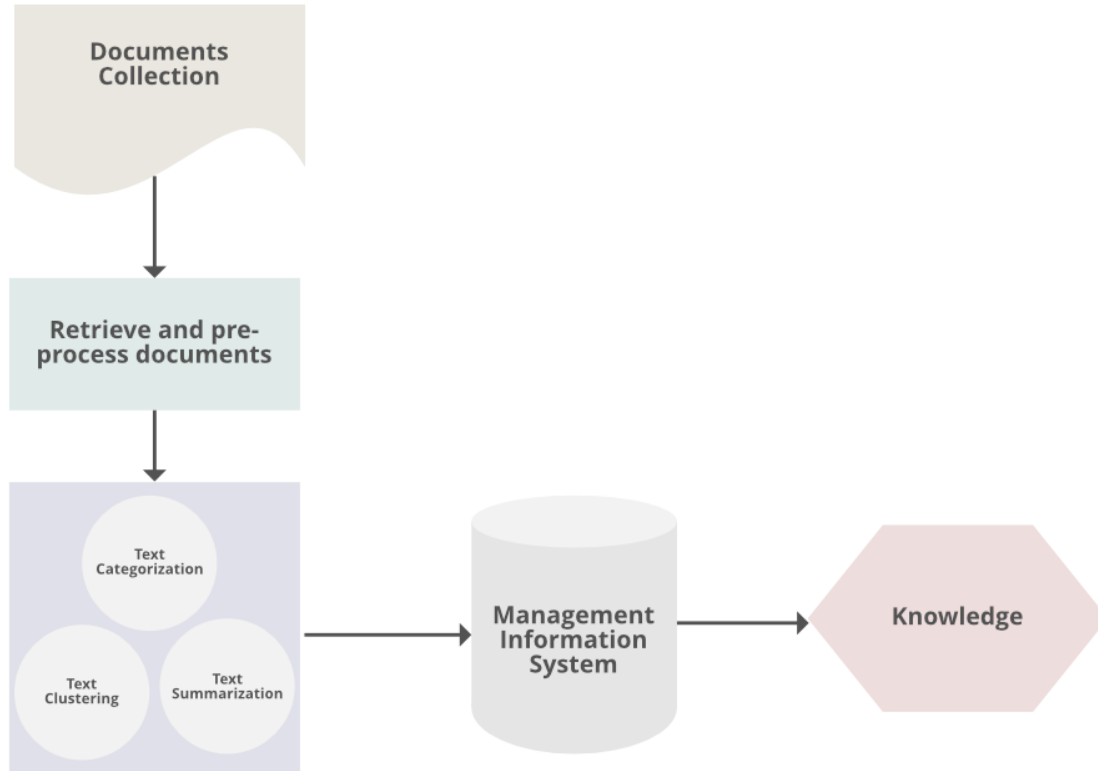 Documents
Collection
Retrieve and pre-
process documents
Text
Categorization
Text
Clustering
Text
Summarization
Management
Information
System
Knowledge